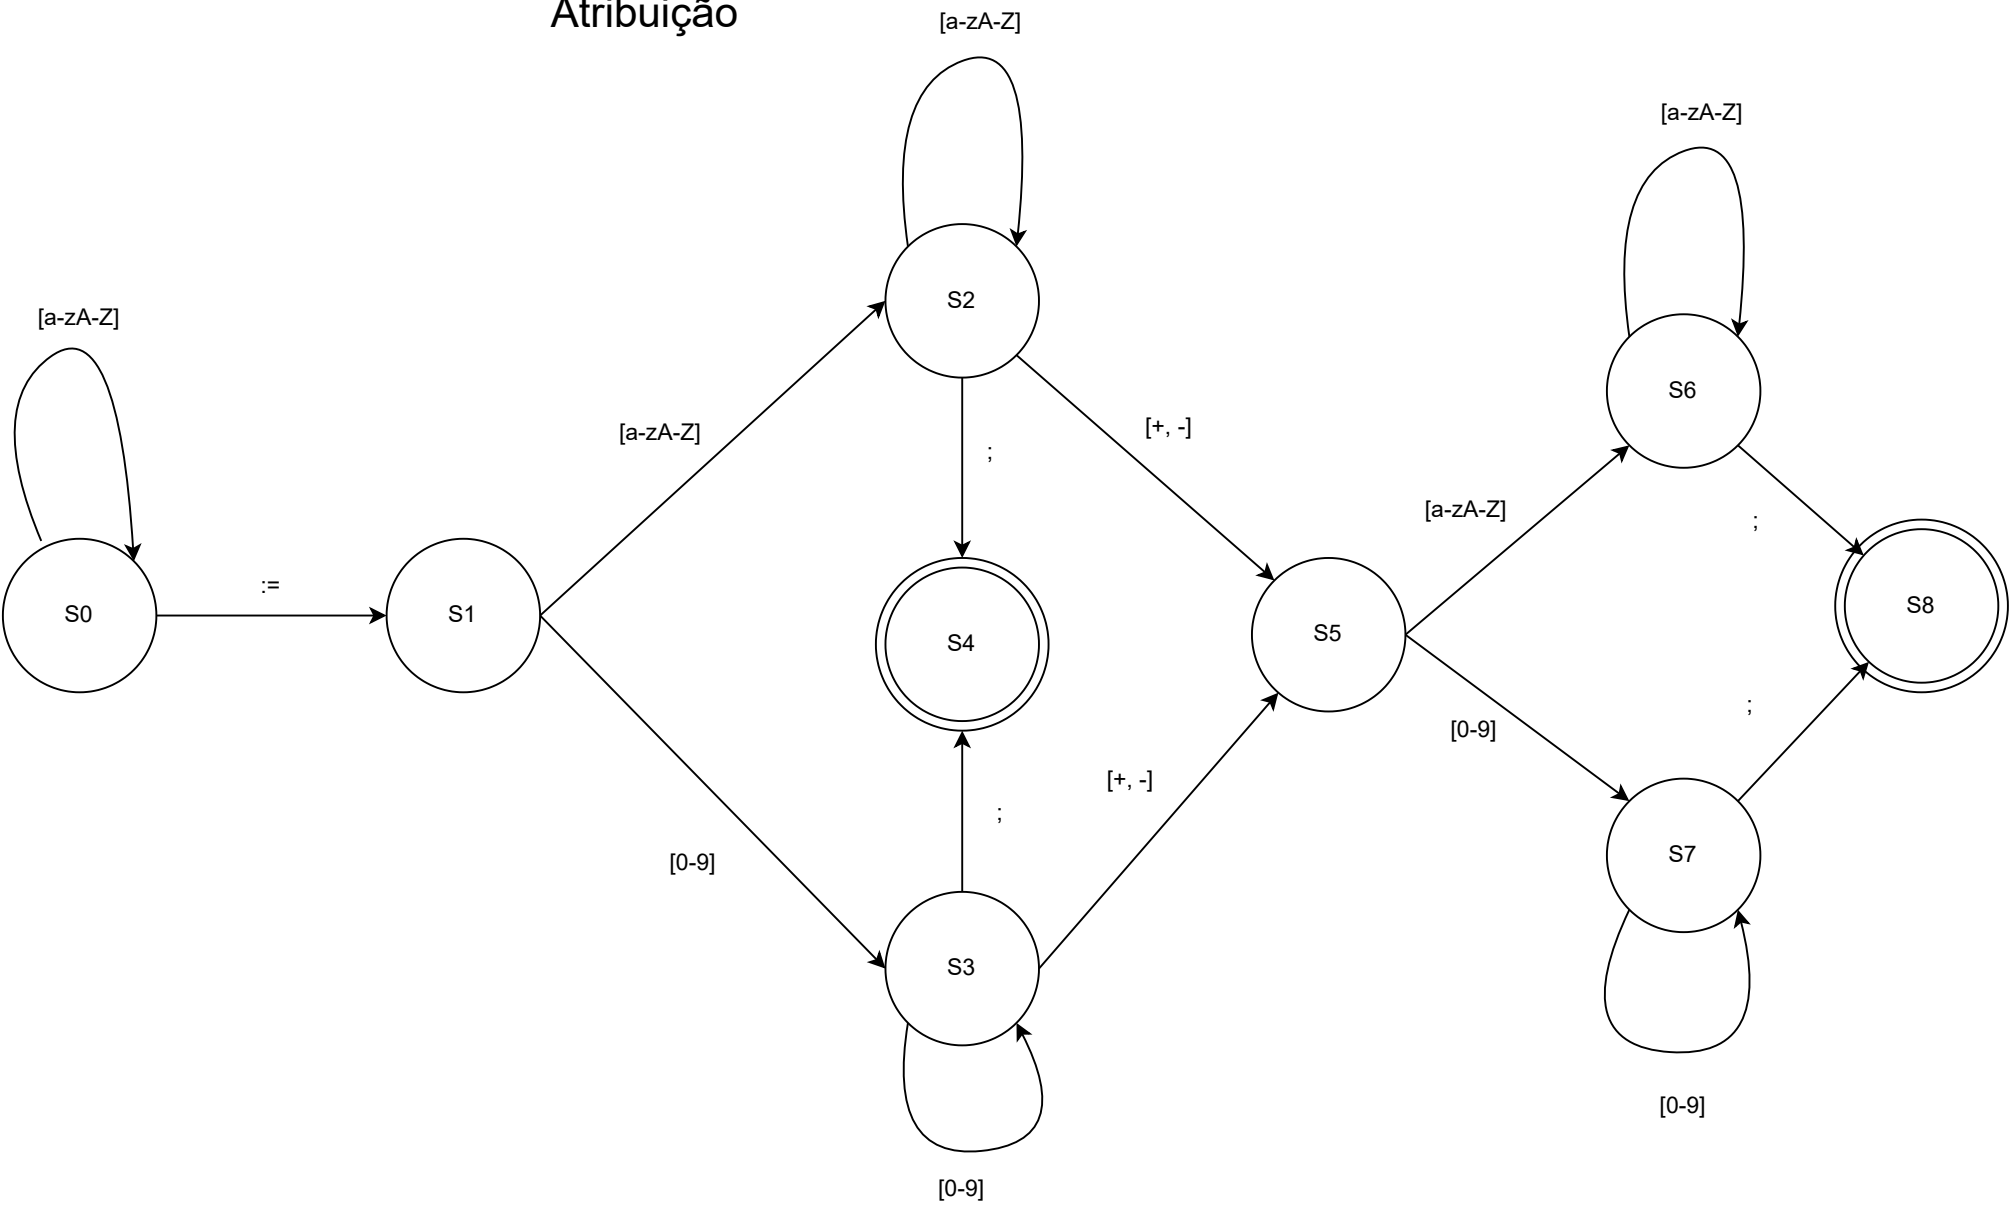 Atribuição
[a-zA-Z]
[a-zA-Z]
[a-zA-Z]
S2
S6
[a-zA-Z]
[+, -]
;
[a-zA-Z]
;
:=
S0
S1
S4
S5
S8
;
[0-9]
[+, -]
;
[0-9]
S7
S3
[0-9]
[0-9]